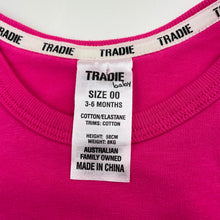 TRADIE TRADIE TRADIE
TRADIE
baby
SIZE 00
3-6 MONTHS
COTTON/ELASTANE
TRIMS: COTTON
HEIGHT: 58CM
WEIGHT: 8KG
AUSTRALIAN
FAMILY OWNED
MADE IN CHINA